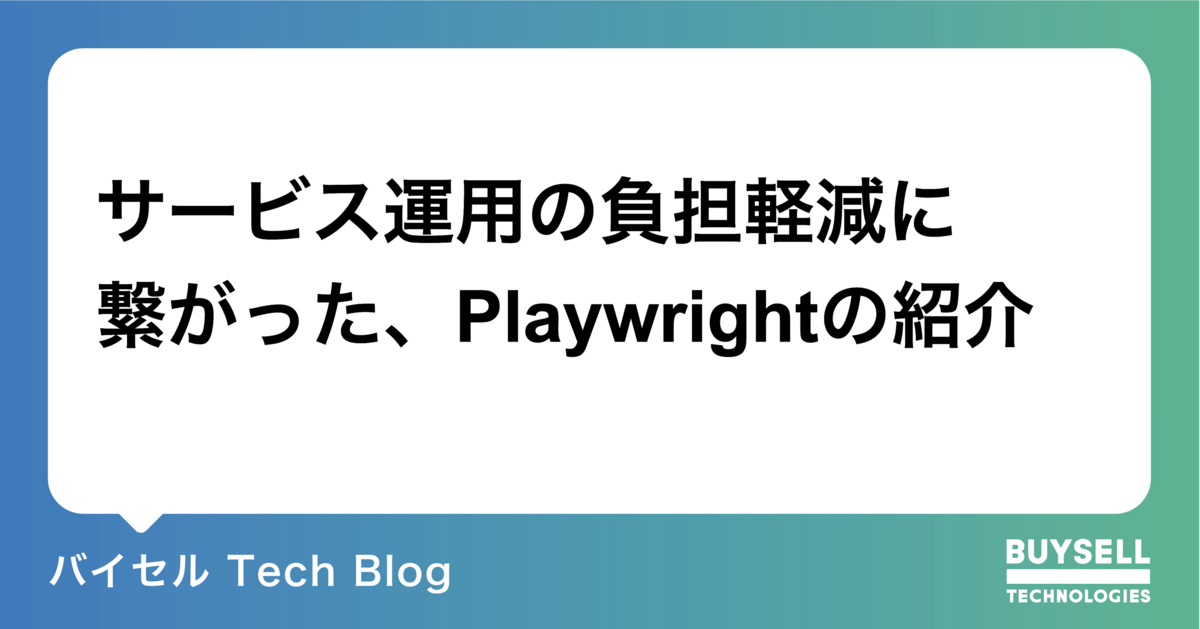 サービス運用の負担軽減に
繋がった、Playwrightの紹介
バイセル Tech Blog
BUYSELL
TECHNOLOGIES